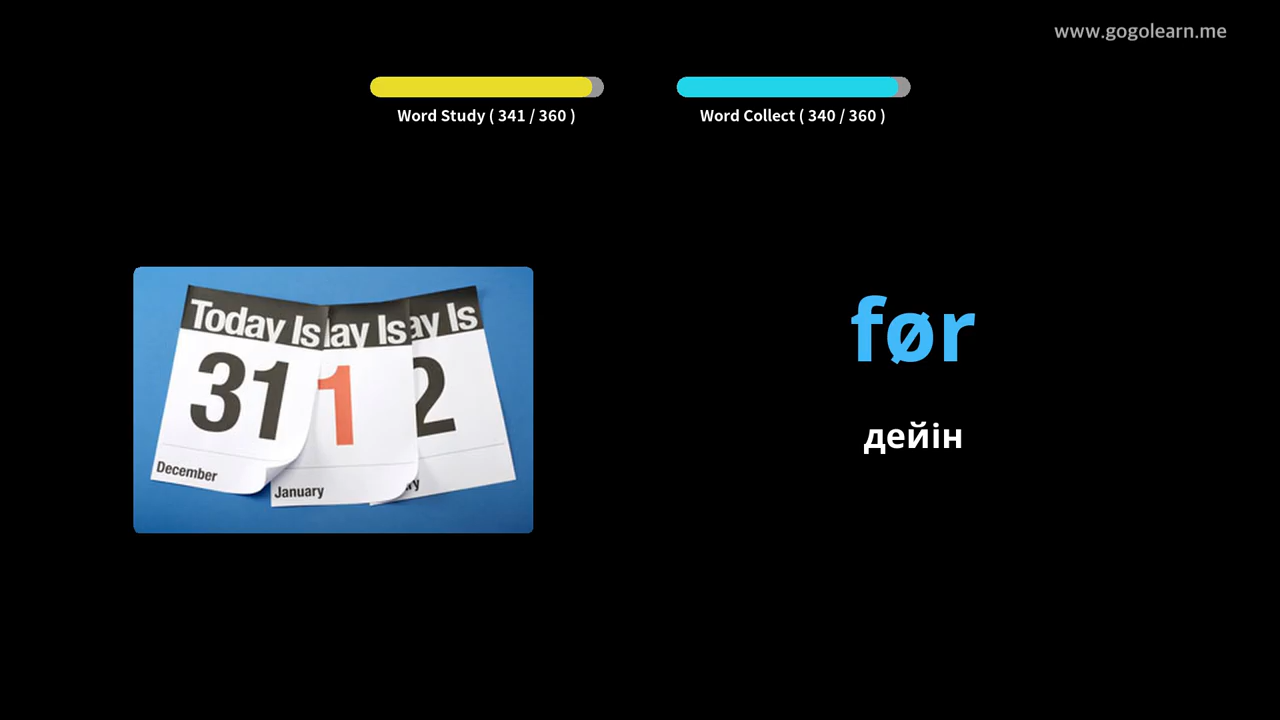 www.gogolearn.me
Word Study ( 341 / 360 )
Word Collect ( 340 / 360 )
Today Is
ay Is
ay Is
31
1
2
December
January
ry
før
дейін